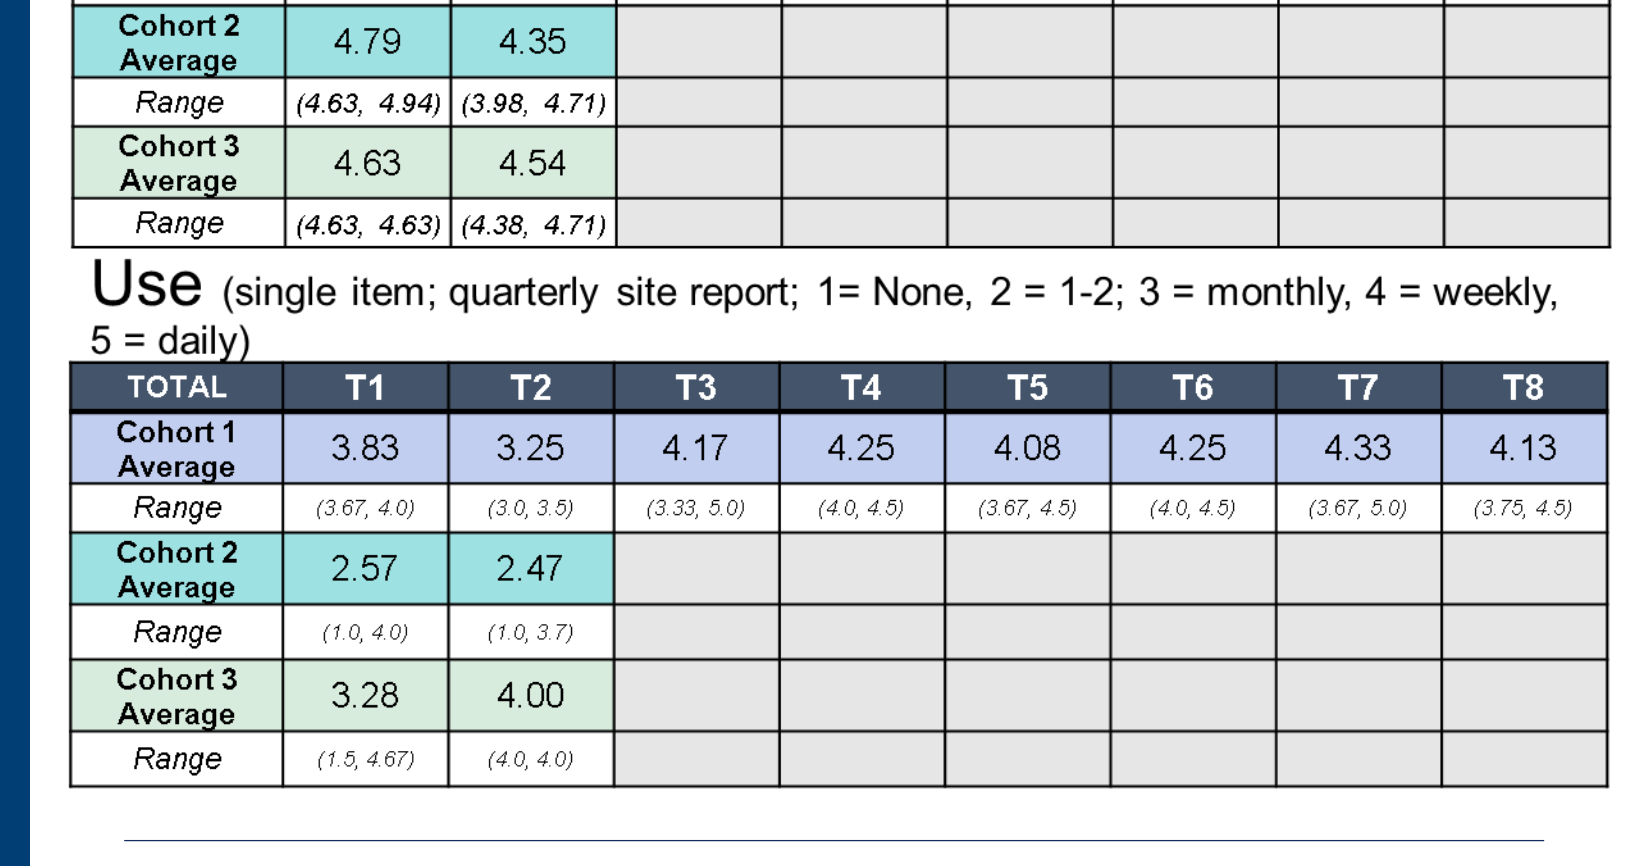 Cohort 2 Average 4.79 4.35
Range (4.63, 4.94) (3.98, 4.71)
Cohort 3 Average 4.63 4.54
Range (4.63, 4.63) (4.38, 4.71)
Use (single item; quarterly site report; 1= None, 2 = 1-2; 3 = monthly, 4 = weekly,
5 = daily)
TOTAL T1 T2 T3 T4 T5 T6 T7 T8
Cohort 1 Average 3.83 3.25 4.17 4.25 4.08 4.25 4.33 4.13
Range (3.67, 4.0) (3.0, 3.5) (3.33, 5.0) (4.0, 4.5) (3.67, 4.5) (4.0, 4.5) (3.67, 5.0) (3.75, 4.5)
Cohort 2 Average 2.57 2.47
Range (1.0, 4.0) (1.0, 3.7)
Cohort 3 Average 3.28 4.00
Range (1.5, 4.67) (4.0, 4.0)